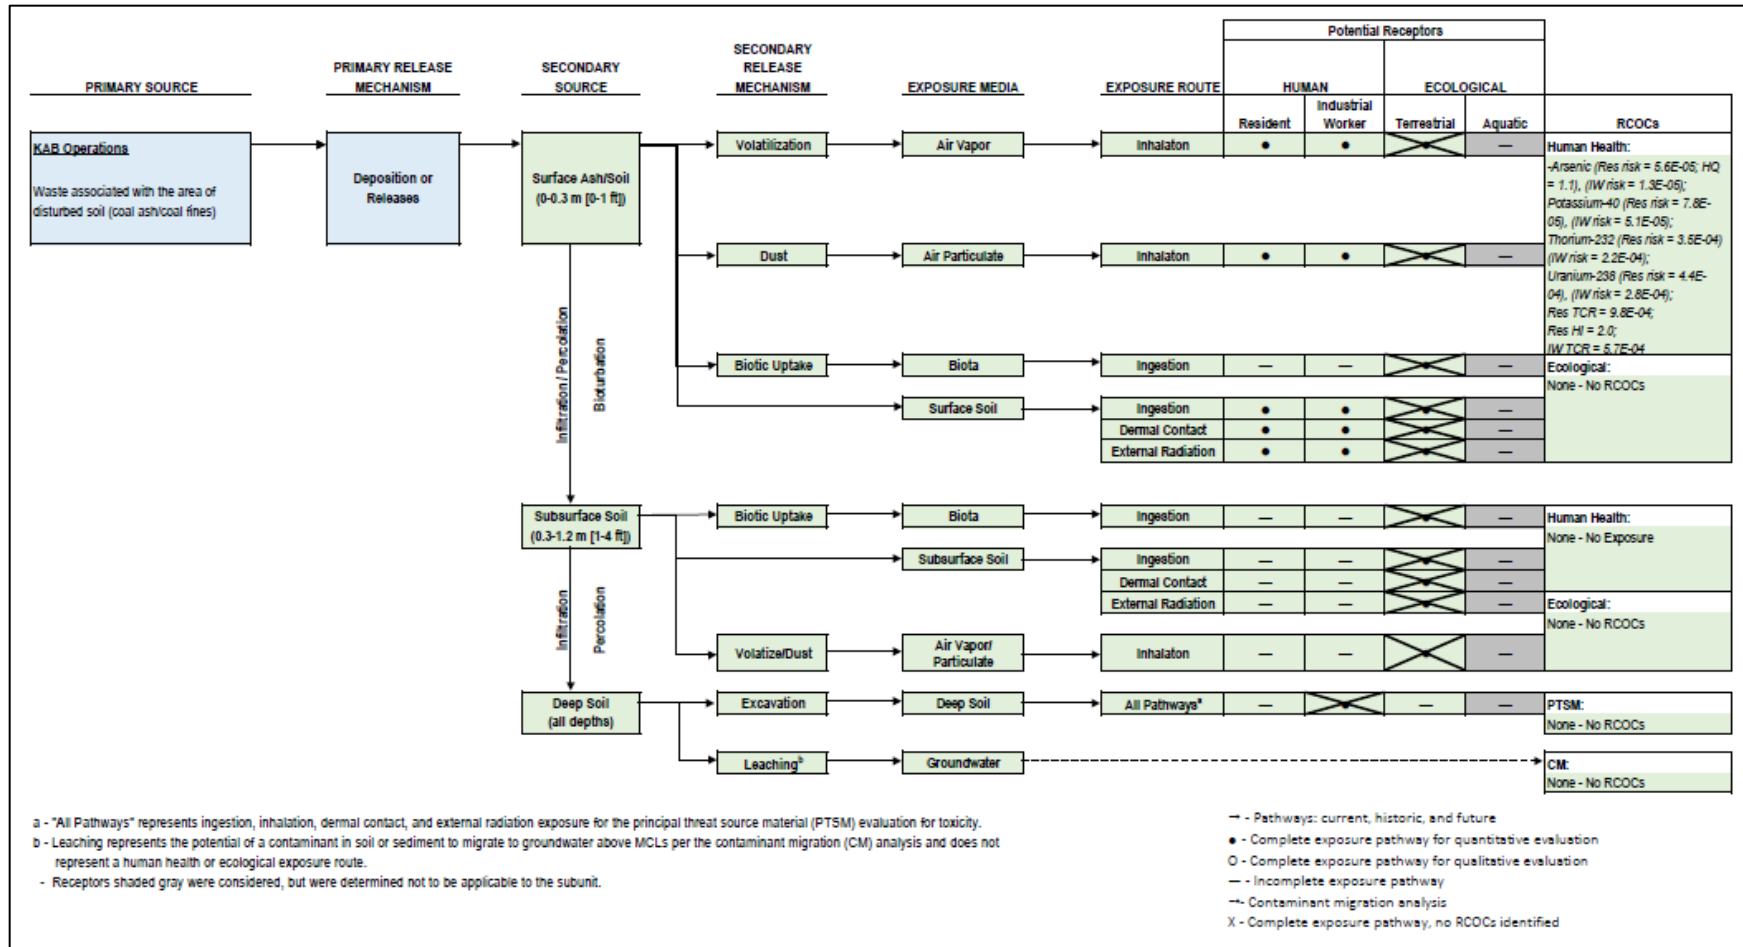 Potential Receptors
PRIMARY SOURCE
PRIMARY RELEASE
MECHANISM
SECONDARY
SOURCE
SECONDARY
RELEASE
MECHANISM
EXPOSURE MEDIA
EXPOSURE ROUTE
HUMAN
ECOLOGICAL
Resident
Industrial
Worker
Terrestrial
Aquatic
RCOCs
KAB Operations
Waste associated with the area of
disturbed soil (coal ash/coal fines)
Deposition or
Releases
Surface Ash/Soil
(0-0.3 m [0-1 ft])
Volatilization
Air Vapor
Inhalaton
● ● ● —
Human Health:
-Arsenic (Res risk = 5.6E-05; HQ
= 1.1), (IW risk = 1.3E-05);
Potassium-40 (Res risk = 7.8E-
05), (IW risk = 5.1E-05);
Thorium-232 (Res risk = 3.5E-04)
(IW risk = 2.2E-04);
Uranium-238 (Res risk = 4.4E-
04), (IW risk = 2.8E-04);
Res TCR = 9.8E-04;
Res HI = 2.0;
IW TCR = 5.7E-04
Dust
Air Particulate
Inhalaton
● ● ● —
Infiltration / Percolation
Bioturbation
Biotic Uptake
Biota
Ingestion
— — ● —
Ecological:
None - No RCOCs
Surface Soil
Ingestion
● ● ● —
Dermal Contact
● ● ● —
External Radiation
● ● ● —
Subsurface Soil
(0.3-1.2 m [1-4 ft])
Biotic Uptake
Biota
Ingestion
— — ● —
Human Health:
None - No Exposure
Subsurface Soil
Ingestion
— — ● —
Dermal Contact
— — ● —
External Radiation
— — ● —
Ecological:
None - No RCOCs
Infiltration
Percolation
Volatize/Dust
Air Vapor/
Particulate
Inhalaton
— — ● —
Deep Soil
(all depths)
Excavation
Deep Soil
All Pathwaysª
— ● — —
PTSM:
None - No RCOCs
Leachingᵇ
Groundwater
CM:
None - No RCOCs
a - "All Pathways" represents ingestion, inhalation, dermal contact, and external radiation exposure for the principal threat source material (PTSM) evaluation for toxicity.
b - Leaching represents the potential of a contaminant in soil or sediment to migrate to groundwater above MCLs per the contaminant migration (CM) analysis and does not
represent a human health or ecological exposure route.
- Receptors shaded gray were considered, but were determined not to be applicable to the subunit.
→ - Pathways: current, historic, and future
● - Complete exposure pathway for quantitative evaluation
O - Complete exposure pathway for qualitative evaluation
— - Incomplete exposure pathway
⇢ - Contaminant migration analysis
X - Complete exposure pathway, no RCOCs identified